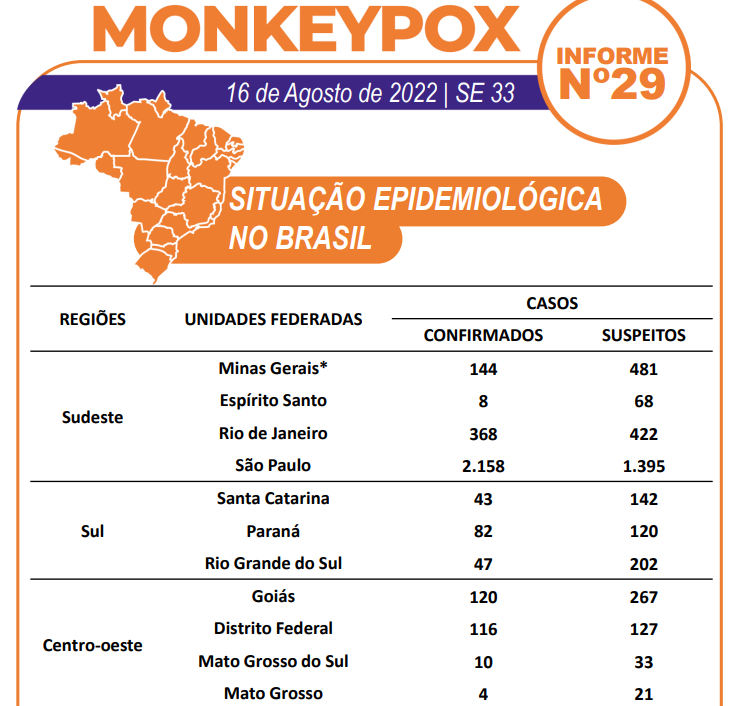 MONKEYPOX
INFORME
Nº29
16 de Agosto de 2022 | SE 33
SITUAÇÃO EPIDEMIOLÓGICA
NO BRASIL
REGIÕES UNIDADES FEDERADAS CASOS
CONFIRMADOS SUSPEITOS
Sudeste
Minas Gerais* 144 481
Espírito Santo 8 68
Rio de Janeiro 368 422
São Paulo 2.158 1.395
Sul
Santa Catarina 43 142
Paraná 82 120
Rio Grande do Sul 47 202
Centro-oeste
Goiás 120 267
Distrito Federal 116 127
Mato Grosso do Sul 10 33
Mato Grosso 4 21